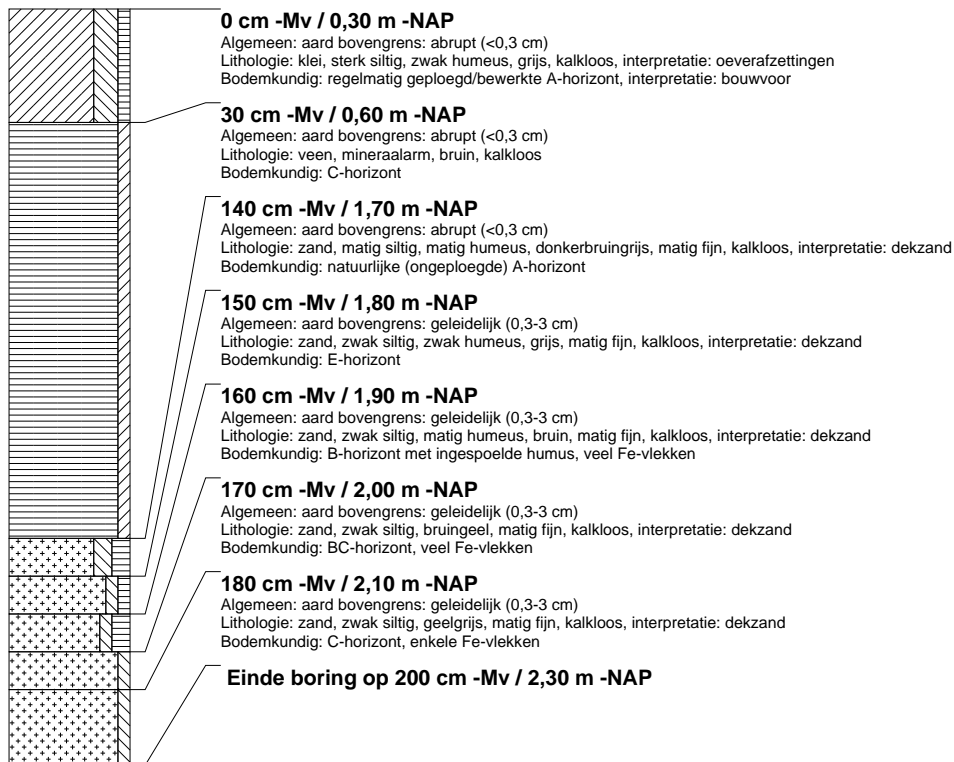 0 cm -Mv / 0,30 m -NAP
Algemeen: aard bovengrens: abrupt (<0,3 cm)
Lithologie: klei, sterk siltig, zwak humeus, grijs, kalkloos, interpretatie: oeverafzettingen
Bodemkundig: regelmatig geploegd/bewerkte A-horizont, interpretatie: bouwvoor
30 cm -Mv / 0,60 m -NAP
Algemeen: aard bovengrens: abrupt (<0,3 cm)
Lithologie: veen, mineraalarm, bruin, kalkloos
Bodemkundig: C-horizont
140 cm -Mv / 1,70 m -NAP
Algemeen: aard bovengrens: abrupt (<0,3 cm)
Lithologie: zand, matig siltig, matig humeus, donkerbruingrijs, matig fijn, kalkloos, interpretatie: dekzand
Bodemkundig: natuurlijke (ongeploegde) A-horizont
150 cm -Mv / 1,80 m -NAP
Algemeen: aard bovengrens: geleidelijk (0,3-3 cm)
Lithologie: zand, zwak siltig, zwak humeus, grijs, matig fijn, kalkloos, interpretatie: dekzand
Bodemkundig: E-horizont
160 cm -Mv / 1,90 m -NAP
Algemeen: aard bovengrens: geleidelijk (0,3-3 cm)
Lithologie: zand, zwak siltig, matig humeus, bruin, matig fijn, kalkloos, interpretatie: dekzand
Bodemkundig: B-horizont met ingespoelde humus, veel Fe-vlekken
170 cm -Mv / 2,00 m -NAP
Algemeen: aard bovengrens: geleidelijk (0,3-3 cm)
Lithologie: zand, zwak siltig, bruingeel, matig fijn, kalkloos, interpretatie: dekzand
Bodemkundig: BC-horizont, veel Fe-vlekken
180 cm -Mv / 2,10 m -NAP
Algemeen: aard bovengrens: geleidelijk (0,3-3 cm)
Lithologie: zand, zwak siltig, geelgrijs, matig fijn, kalkloos, interpretatie: dekzand
Bodemkundig: C-horizont, enkele Fe-vlekken
Einde boring op 200 cm -Mv / 2,30 m -NAP